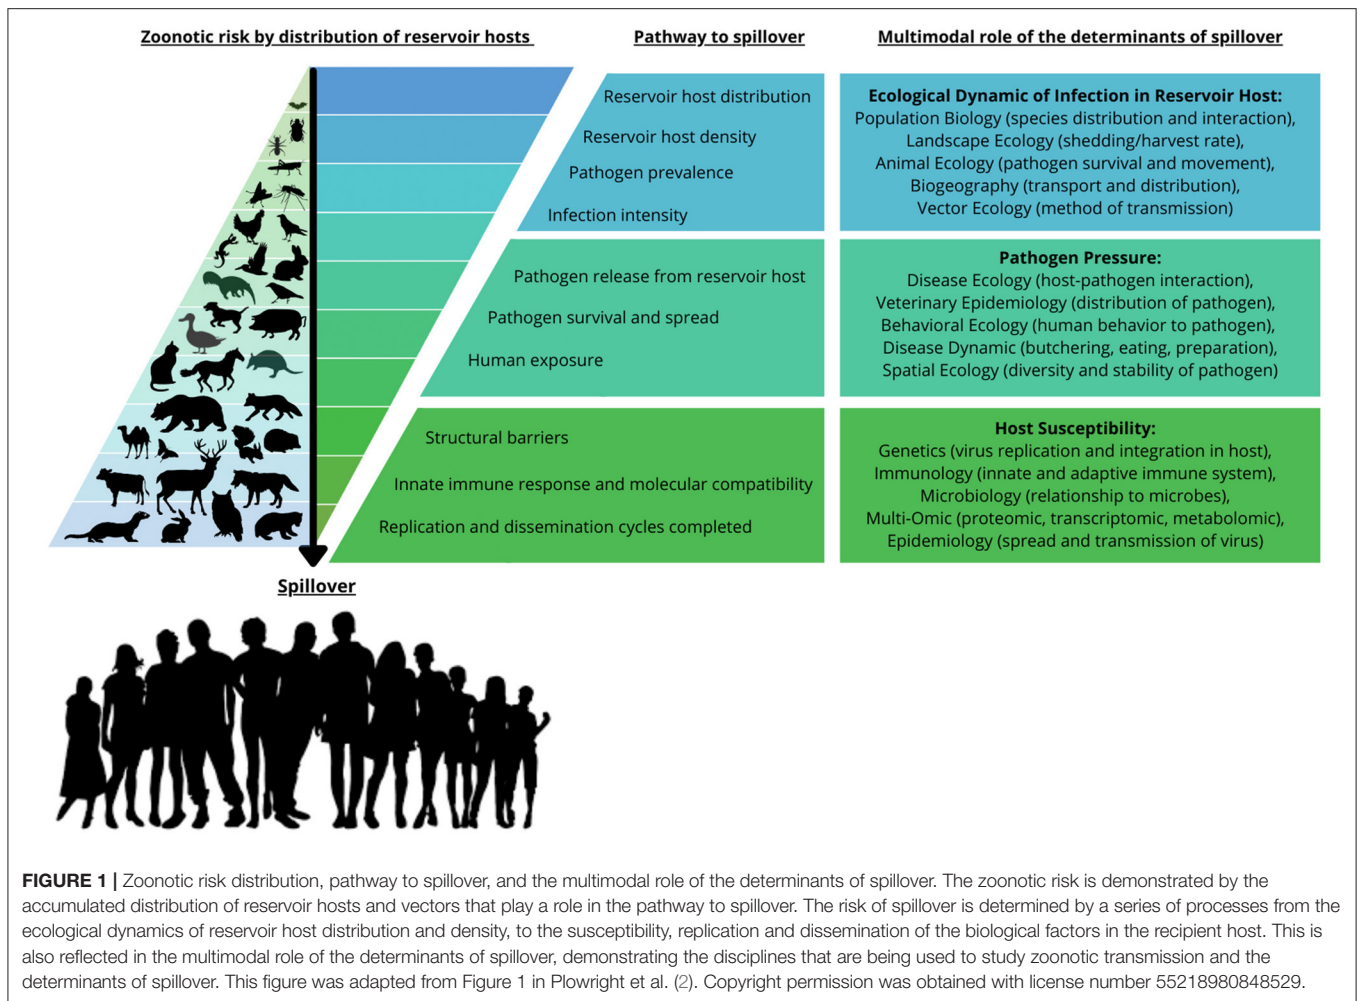 Zoonotic risk by distribution of reservoir hosts
Pathway to spillover
Multimodal role of the determinants of spillover
Reservoir host distribution
Reservoir host density
Pathogen prevalence
Infection intensity
Ecological Dynamic of Infection in Reservoir Host:
Population Biology (species distribution and interaction),
Landscape Ecology (shedding/harvest rate),
Animal Ecology (pathogen survival and movement),
Biogeography (transport and distribution),
Vector Ecology (method of transmission)
Pathogen release from reservoir host
Pathogen survival and spread
Human exposure
Pathogen Pressure:
Disease Ecology (host-pathogen interaction),
Veterinary Epidemiology (distribution of pathogen),
Behavioral Ecology (human behavior to pathogen),
Disease Dynamic (butchering, eating, preparation),
Spatial Ecology (diversity and stability of pathogen)
Structural barriers
Innate immune response and molecular compatibility
Replication and dissemination cycles completed
Host Susceptibility:
Genetics (virus replication and integration in host),
Immunology (innate and adaptive immune system),
Microbiology (relationship to microbes),
Multi-Omic (proteomic, transcriptomic, metabolomic),
Epidemiology (spread and transmission of virus)
Spillover
FIGURE 1 | Zoonotic risk distribution, pathway to spillover, and the multimodal role of the determinants of spillover. The zoonotic risk is demonstrated by the
accumulated distribution of reservoir hosts and vectors that play a role in the pathway to spillover. The risk of spillover is determined by a series of processes from the
ecological dynamics of reservoir host distribution and density, to the susceptibility, replication and dissemination of the biological factors in the recipient host. This is
also reflected in the multimodal role of the determinants of spillover, demonstrating the disciplines that are being used to study zoonotic transmission and the
determinants of spillover. This figure was adapted from Figure 1 in Plowright et al. (2). Copyright permission was obtained with license number 55218980848529.